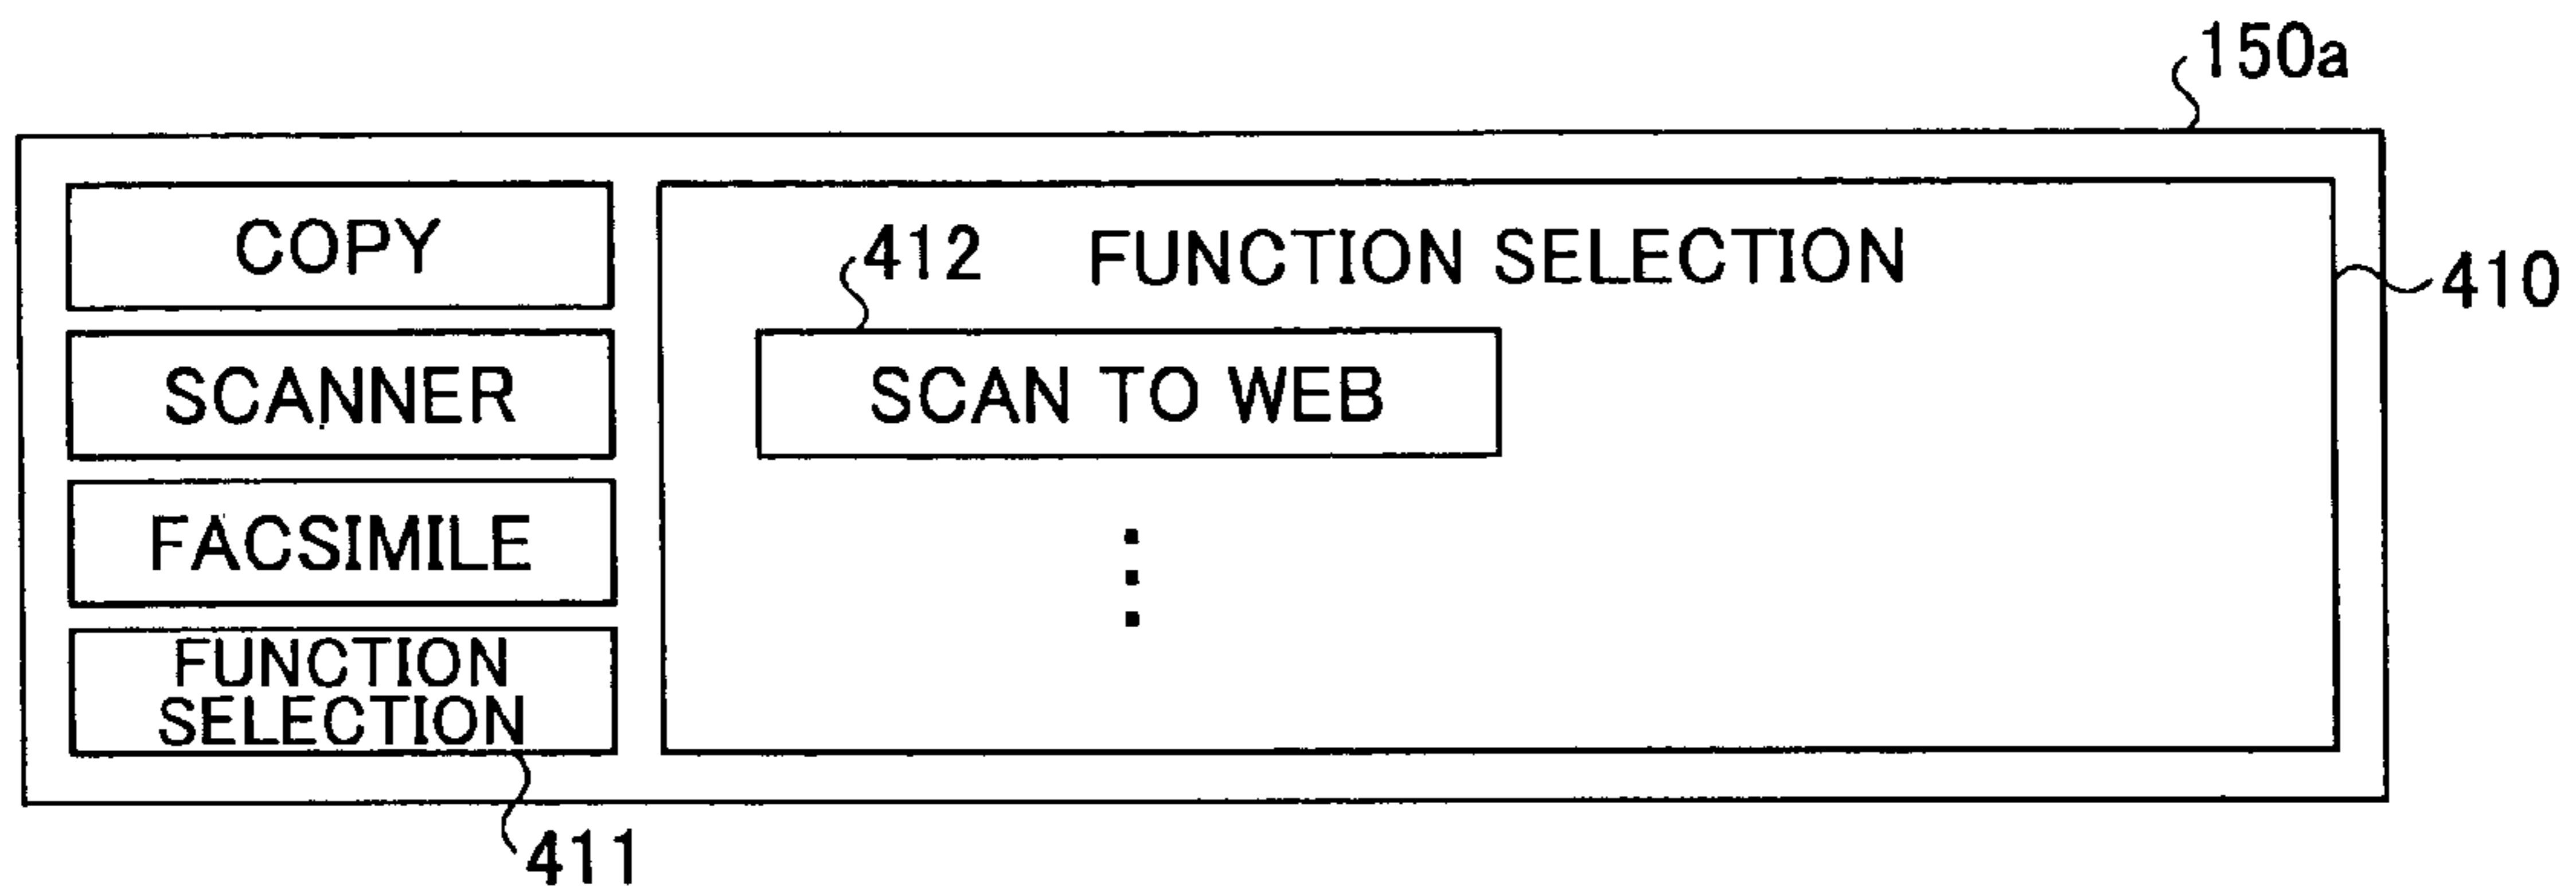 150a
COPY
SCANNER
FACSIMILE
FUNCTION
SELECTION
411
412
FUNCTION SELECTION
410
SCAN TO WEB